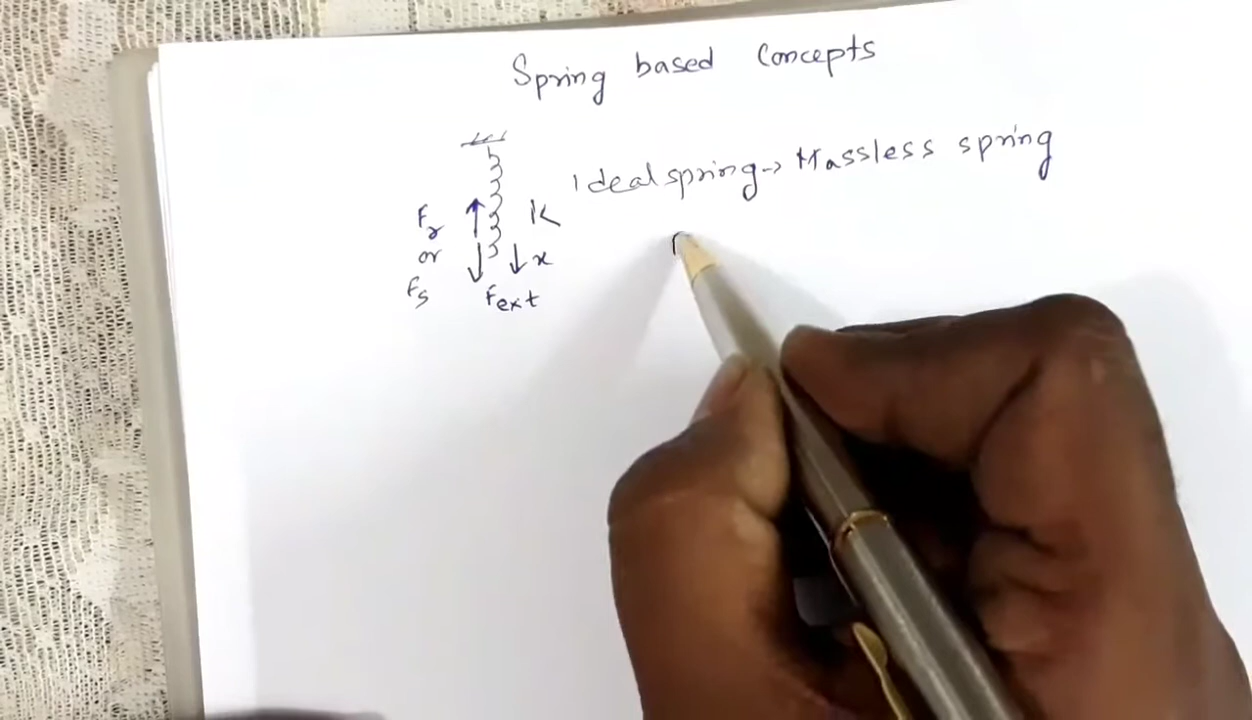 Spring based Concepts
Ideal spring → Massless spring
Fr
or
Fs
K
x
Fext